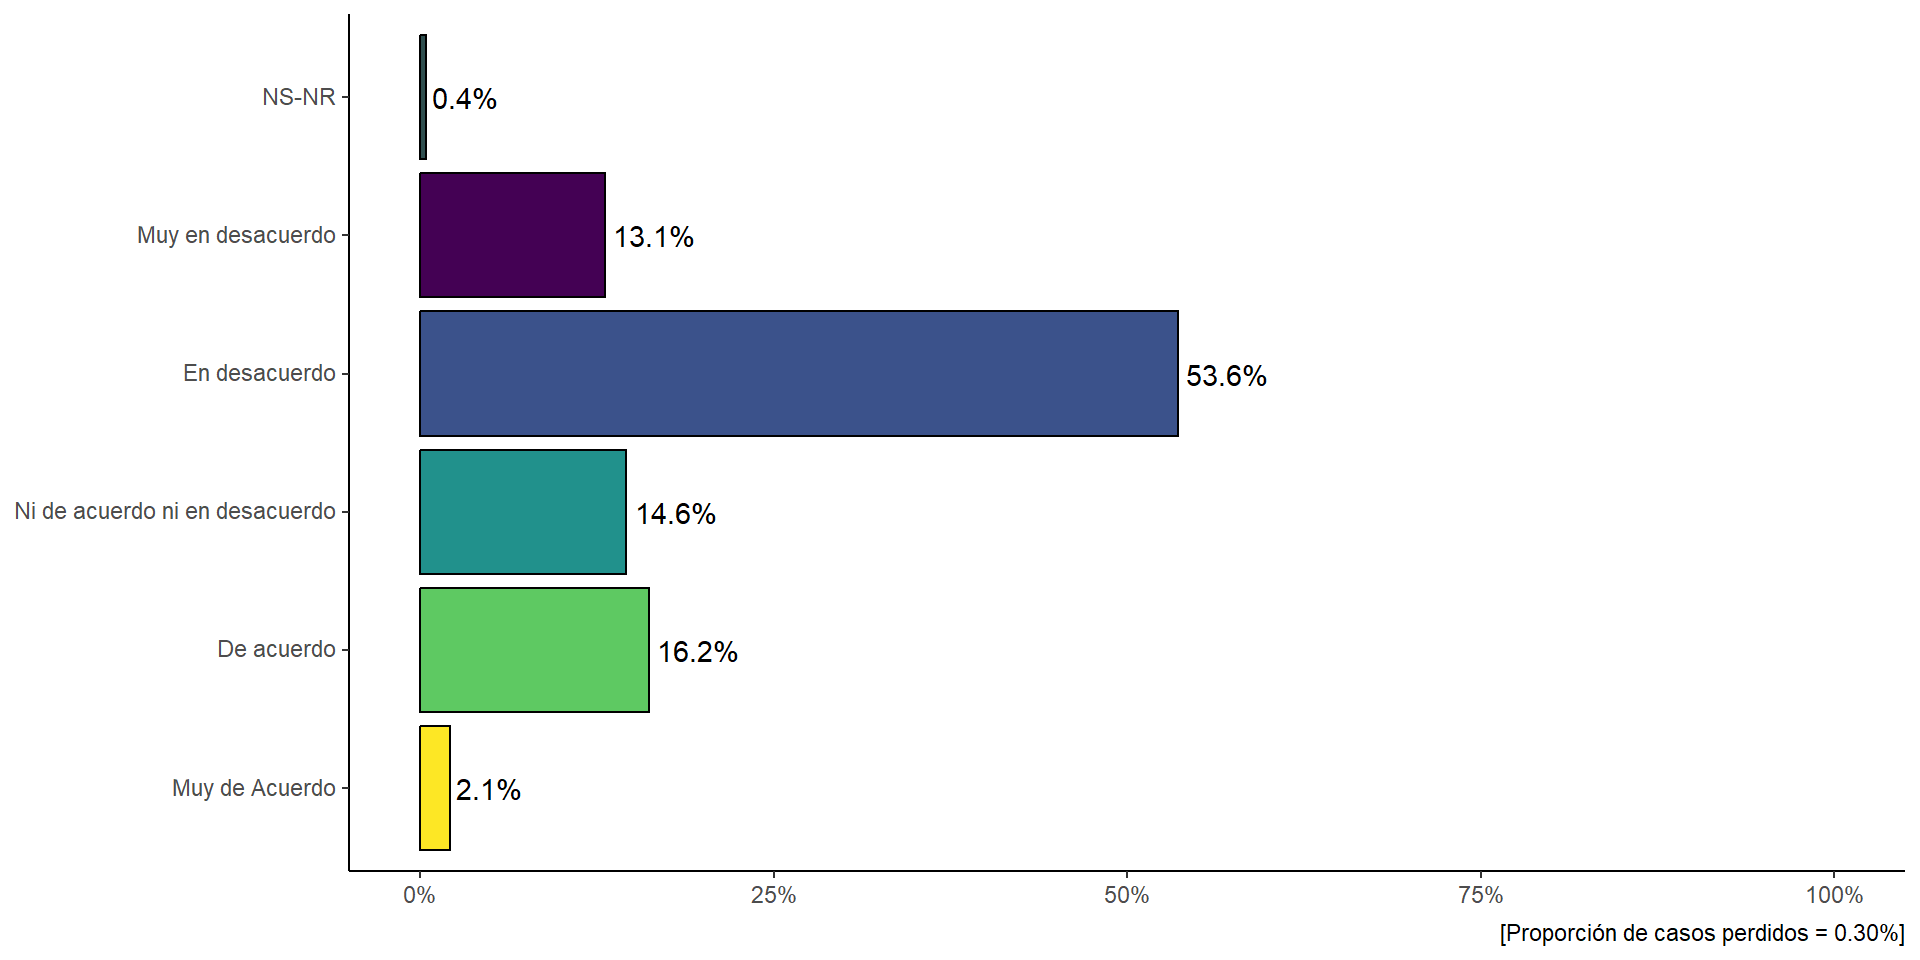 NS-NR
0.4%
Muy en desacuerdo
13.1%
En desacuerdo
53.6%
Ni de acuerdo ni en desacuerdo
14.6%
De acuerdo
16.2%
Muy de Acuerdo
2.1%
0%
25%
50%
75%
100%
[Proporción de casos perdidos = 0.30%]